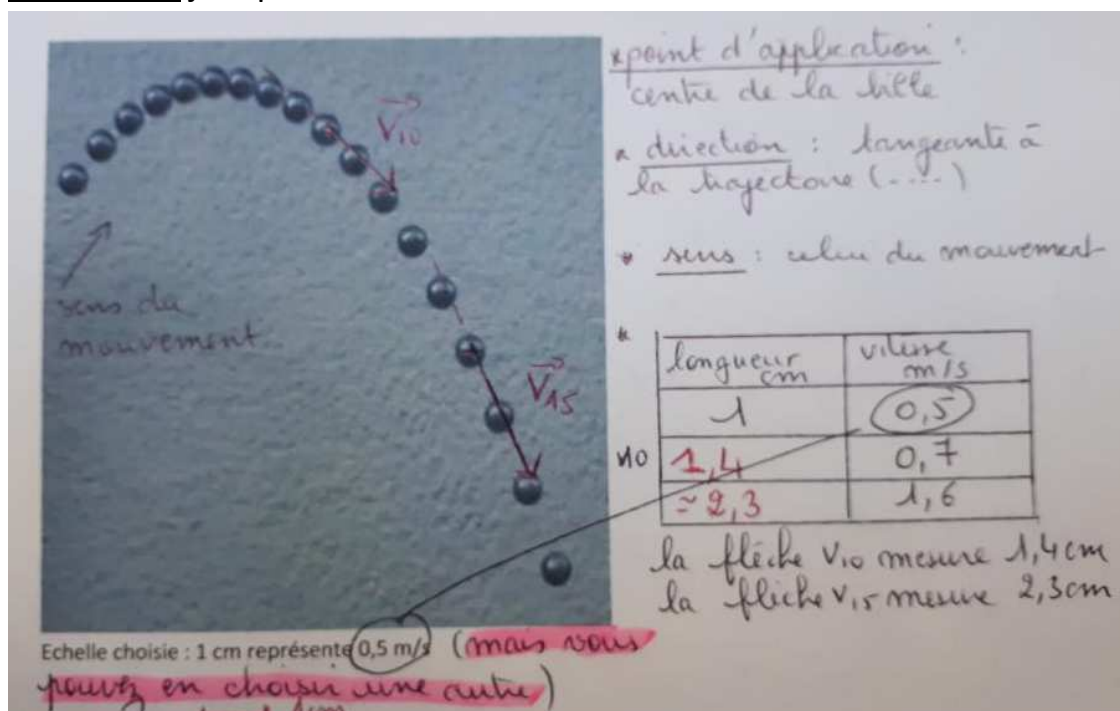 V10
sens du
mouvement
V15
* point d'application :
centre de la bille
* direction : tangeante à
la trajectoire (.....)
* sens : celui du mouvement
*
longueur cm vitesse m/s
1 0,5
10 1,4 0,7
≃ 2,3 1,6
la flêche V10 mesure 1,4 cm
la flêche V15 mesure 2,3 cm
Echelle choisie : 1 cm représente 0,5 m/s (mais vous
pouvez en choisir une autre)